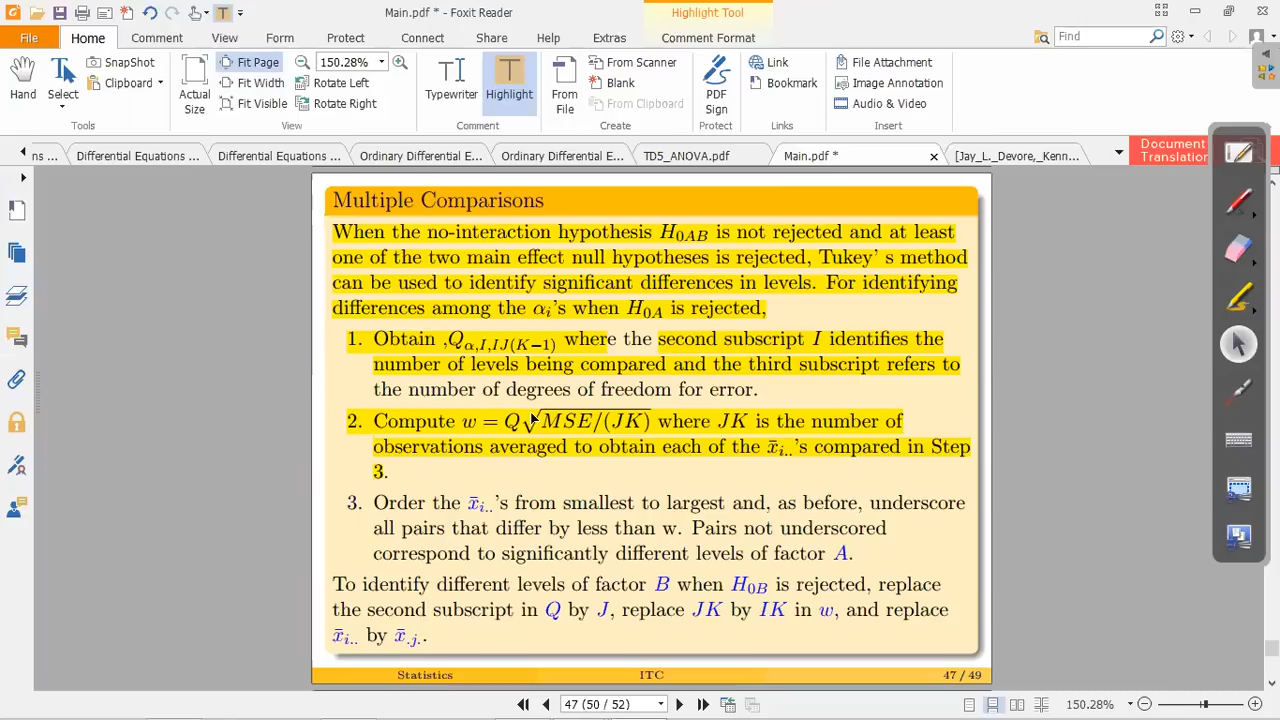 Main.pdf * - Foxit Reader
Highlight Tool
File Home Comment View Form Protect Connect Share Help Extras Comment Format Find
Hand Select SnapShot Clipboard Actual Size Fit Page Fit Width Fit Visible 150.28% Rotate Left Rotate Right Typewriter Highlight From File From Scanner Blank From Clipboard PDF Sign Link Bookmark File Attachment Image Annotation Audio & Video
Tools View Comment Create Protect Links Insert
ns ... Differential Equations ... Differential Equations ... Ordinary Differential E... Ordinary Differential E... TD5_ANOVA.pdf Main.pdf * [Jay_L._Devore,_Kenn... Document Translation
Multiple Comparisons
When the no-interaction hypothesis H₀AB is not rejected and at least
one of the two main effect null hypotheses is rejected, Tukey' s method
can be used to identify significant differences in levels. For identifying
differences among the αᵢ's when H₀A is rejected,
1. Obtain ,Qα,I,IJ(K−1) where the second subscript I identifies the
number of levels being compared and the third subscript refers to
the number of degrees of freedom for error.
2. Compute w = Q√MSE/(JK) where JK is the number of
observations averaged to obtain each of the x̄ᵢ..'s compared in Step
3.
3. Order the x̄ᵢ..'s from smallest to largest and, as before, underscore
all pairs that differ by less than w. Pairs not underscored
correspond to significantly different levels of factor A.
To identify different levels of factor B when H₀B is rejected, replace
the second subscript in Q by J, replace JK by IK in w, and replace
x̄ᵢ.. by x̄.ⱼ..
Statistics ITC 47 / 49
47 (50 / 52) 150.28%